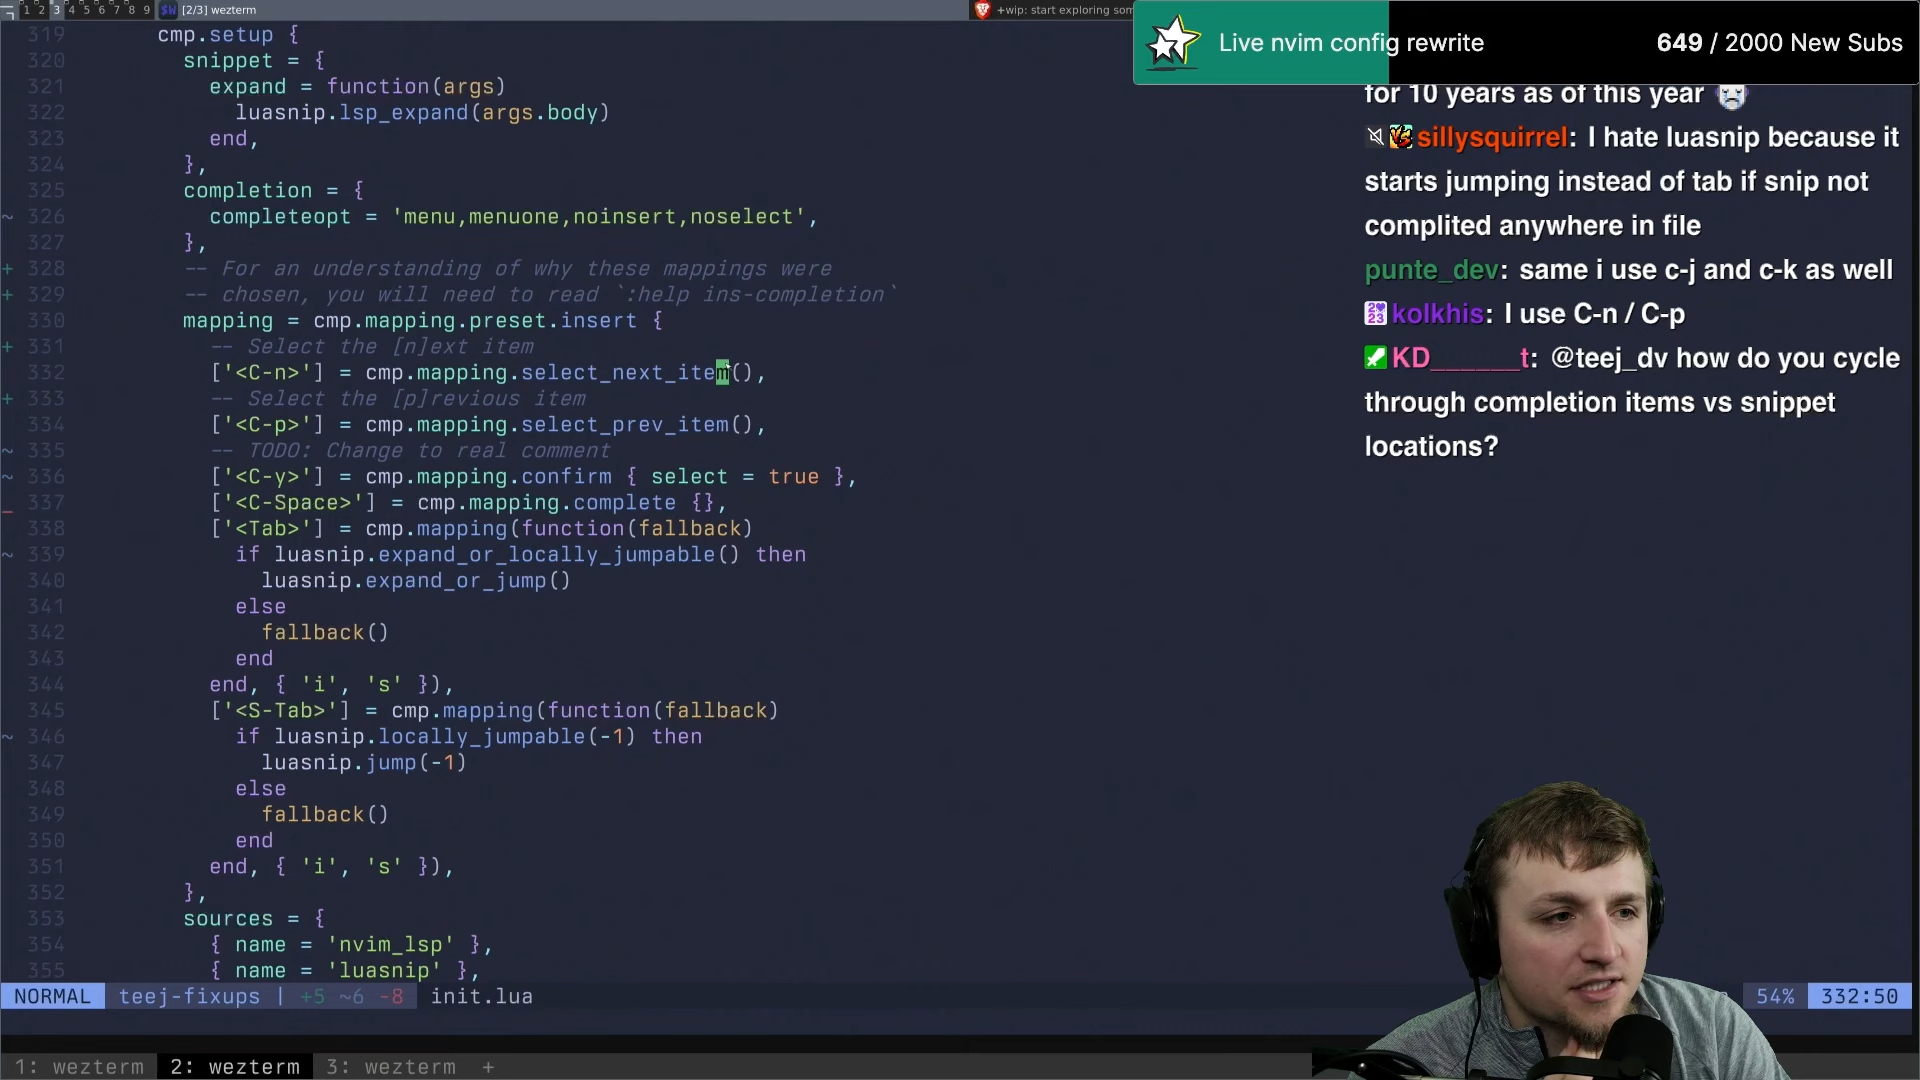 1 2 3 4 5 6 7 8 9 [2/3] wezterm
+wip: start exploring som
Live nvim config rewrite 649 / 2000 New Subs
319 cmp.setup {
320 snippet = {
321 expand = function(args)
322 luasnip.lsp_expand(args.body)
323 end,
324 },
325 completion = {
~ 326 completeopt = 'menu,menuone,noinsert,noselect',
327 },
+ 328 -- For an understanding of why these mappings were
+ 329 -- chosen, you will need to read `:help ins-completion`
330 mapping = cmp.mapping.preset.insert {
+ 331 -- Select the [n]ext item
332 ['<C-n>'] = cmp.mapping.select_next_item(),
+ 333 -- Select the [p]revious item
334 ['<C-p>'] = cmp.mapping.select_prev_item(),
~ 335 -- TODO: Change to real comment
~ 336 ['<C-y>'] = cmp.mapping.confirm { select = true },
337 ['<C-Space>'] = cmp.mapping.complete {},
338 ['<Tab>'] = cmp.mapping(function(fallback)
~ 339 if luasnip.expand_or_locally_jumpable() then
340 luasnip.expand_or_jump()
341 else
342 fallback()
343 end
344 end, { 'i', 's' }),
345 ['<S-Tab>'] = cmp.mapping(function(fallback)
~ 346 if luasnip.locally_jumpable(-1) then
347 luasnip.jump(-1)
348 else
349 fallback()
350 end
351 end, { 'i', 's' }),
352 },
353 sources = {
354 { name = 'nvim_lsp' },
355 { name = 'luasnip' },
NORMAL teej-fixups | +5 ~6 -8 init.lua 54% 332:50
1: wezterm 2: wezterm 3: wezterm +
for 10 years as of this year
sillysquirrel: I hate luasnip because it
starts jumping instead of tab if snip not
complited anywhere in file
punte_dev: same i use c-j and c-k as well
kolkhis: I use C-n / C-p
KD______t: @teej_dv how do you cycle
through completion items vs snippet
locations?